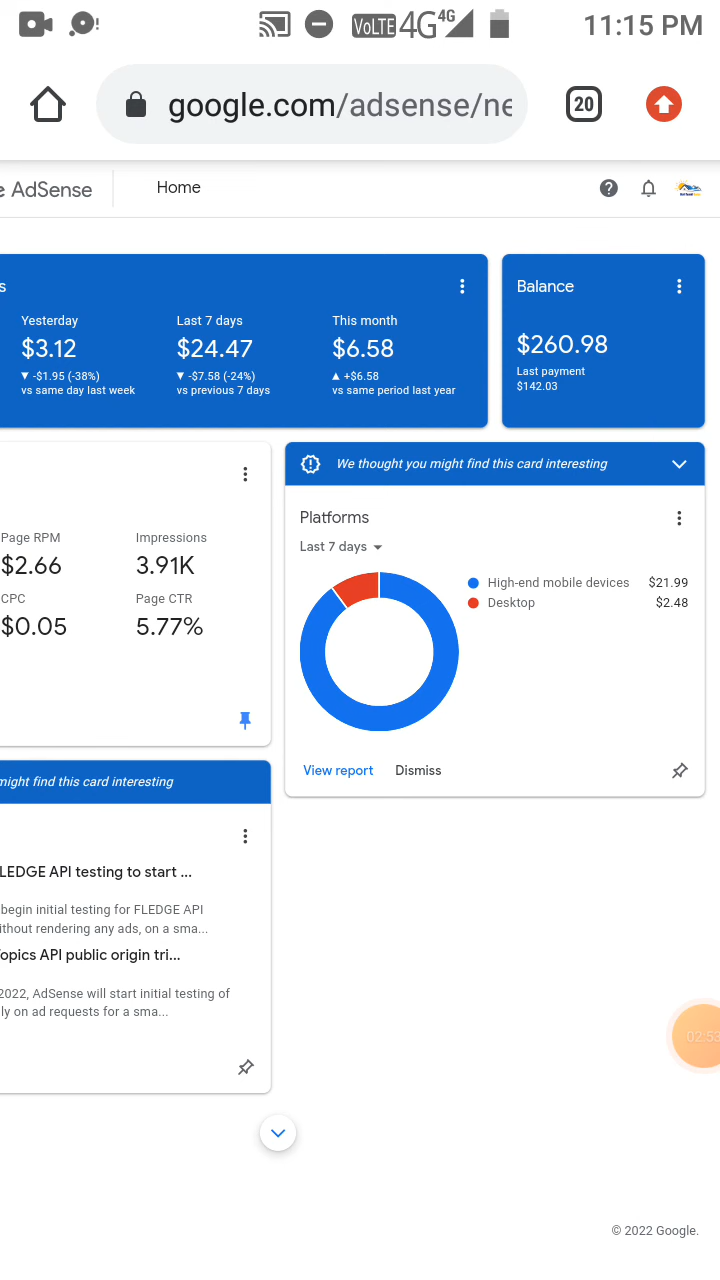 VoLTE 4G 4G 11:15 PM
google.com/adsense/ne 20
e AdSense Home
s
Yesterday Last 7 days This month
$3.12 $24.47 $6.58
▼ -$1.95 (-38%) ▼ -$7.58 (-24%) ▲ +$6.58
vs same day last week vs previous 7 days vs same period last year
Balance
$260.98
Last payment
$142.03
Page RPM Impressions
$2.66 3.91K
CPC Page CTR
$0.05 5.77%
We thought you might find this card interesting
Platforms
Last 7 days
High-end mobile devices $21.99
Desktop $2.48
View report Dismiss
might find this card interesting
LEDGE API testing to start ...
begin initial testing for FLEDGE API
ithout rendering any ads, on a sma...
opics API public origin tri...
2022, AdSense will start initial testing of
ly on ad requests for a sma...
02:53
© 2022 Google.